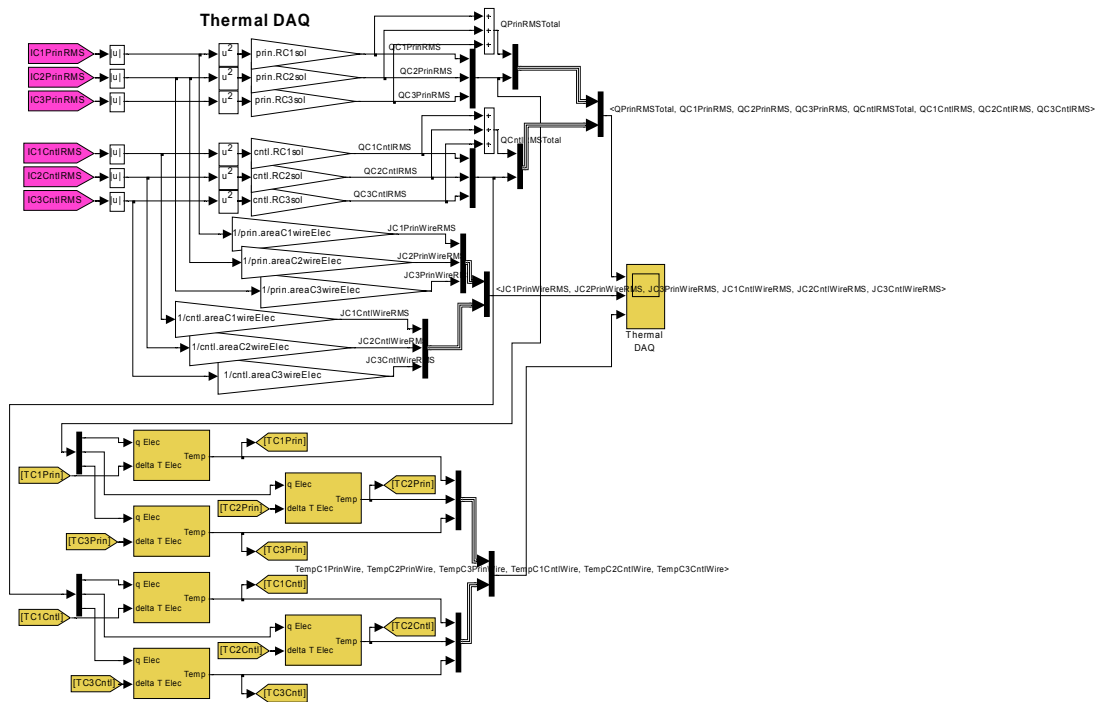 Thermal DAQ
QPrinRMSTotal
IC1PrinRMS
|u|
u²
prin.RC1sol
QC1PrinRMS
IC2PrinRMS
|u|
u²
prin.RC2sol
QC2PrinRMS
IC3PrinRMS
|u|
u²
prin.RC3sol
QC3PrinRMS
<QPrinRMSTotal, QC1PrinRMS, QC2PrinRMS, QC3PrinRMS, QCntlRMSTotal, QC1CntlRMS, QC2CntlRMS, QC3CntlRMS>
QCntlRMSTotal
IC1CntlRMS
|u|
u²
cntl.RC1sol
QC1CntlRMS
IC2CntlRMS
|u|
u²
cntl.RC2sol
QC2CntlRMS
IC3CntlRMS
|u|
u²
cntl.RC3sol
QC3CntlRMS
1/prin.areaC1wireElec
JC1PrinWireRMS
1/prin.areaC2wireElec
JC2PrinWireRMS
1/prin.areaC3wireElec
JC3PrinWireR
<JC1PrinWireRMS, JC2PrinWireRMS, JC3PrinWireRMS, JC1CntlWireRMS, JC2CntlWireRMS, JC3CntlWireRMS>
1/cntl.areaC1wireElec
JC1CntlWireRMS
1/cntl.areaC2wireElec
JC2CntlWireRM
1/cntl.areaC3wireElec
JC3CntlWireRMS
Thermal
DAQ
[TC1Prin]
q Elec
delta T Elec
Temp
[TC1Prin]
[TC2Prin]
q Elec
delta T Elec
Temp
[TC2Prin]
[TC3Prin]
q Elec
delta T Elec
Temp
[TC3Prin]
TempC1PrinWire, TempC2PrinWire, TempC3PrinWire, TempC1CntlWire, TempC2CntlWire, TempC3CntlWire>
[TC1Cntl]
q Elec
delta T Elec
Temp
[TC1Cntl]
[TC2Cntl]
q Elec
delta T Elec
Temp
[TC2Cntl]
[TC3Cntl]
q Elec
delta T Elec
Temp
[TC3Cntl]